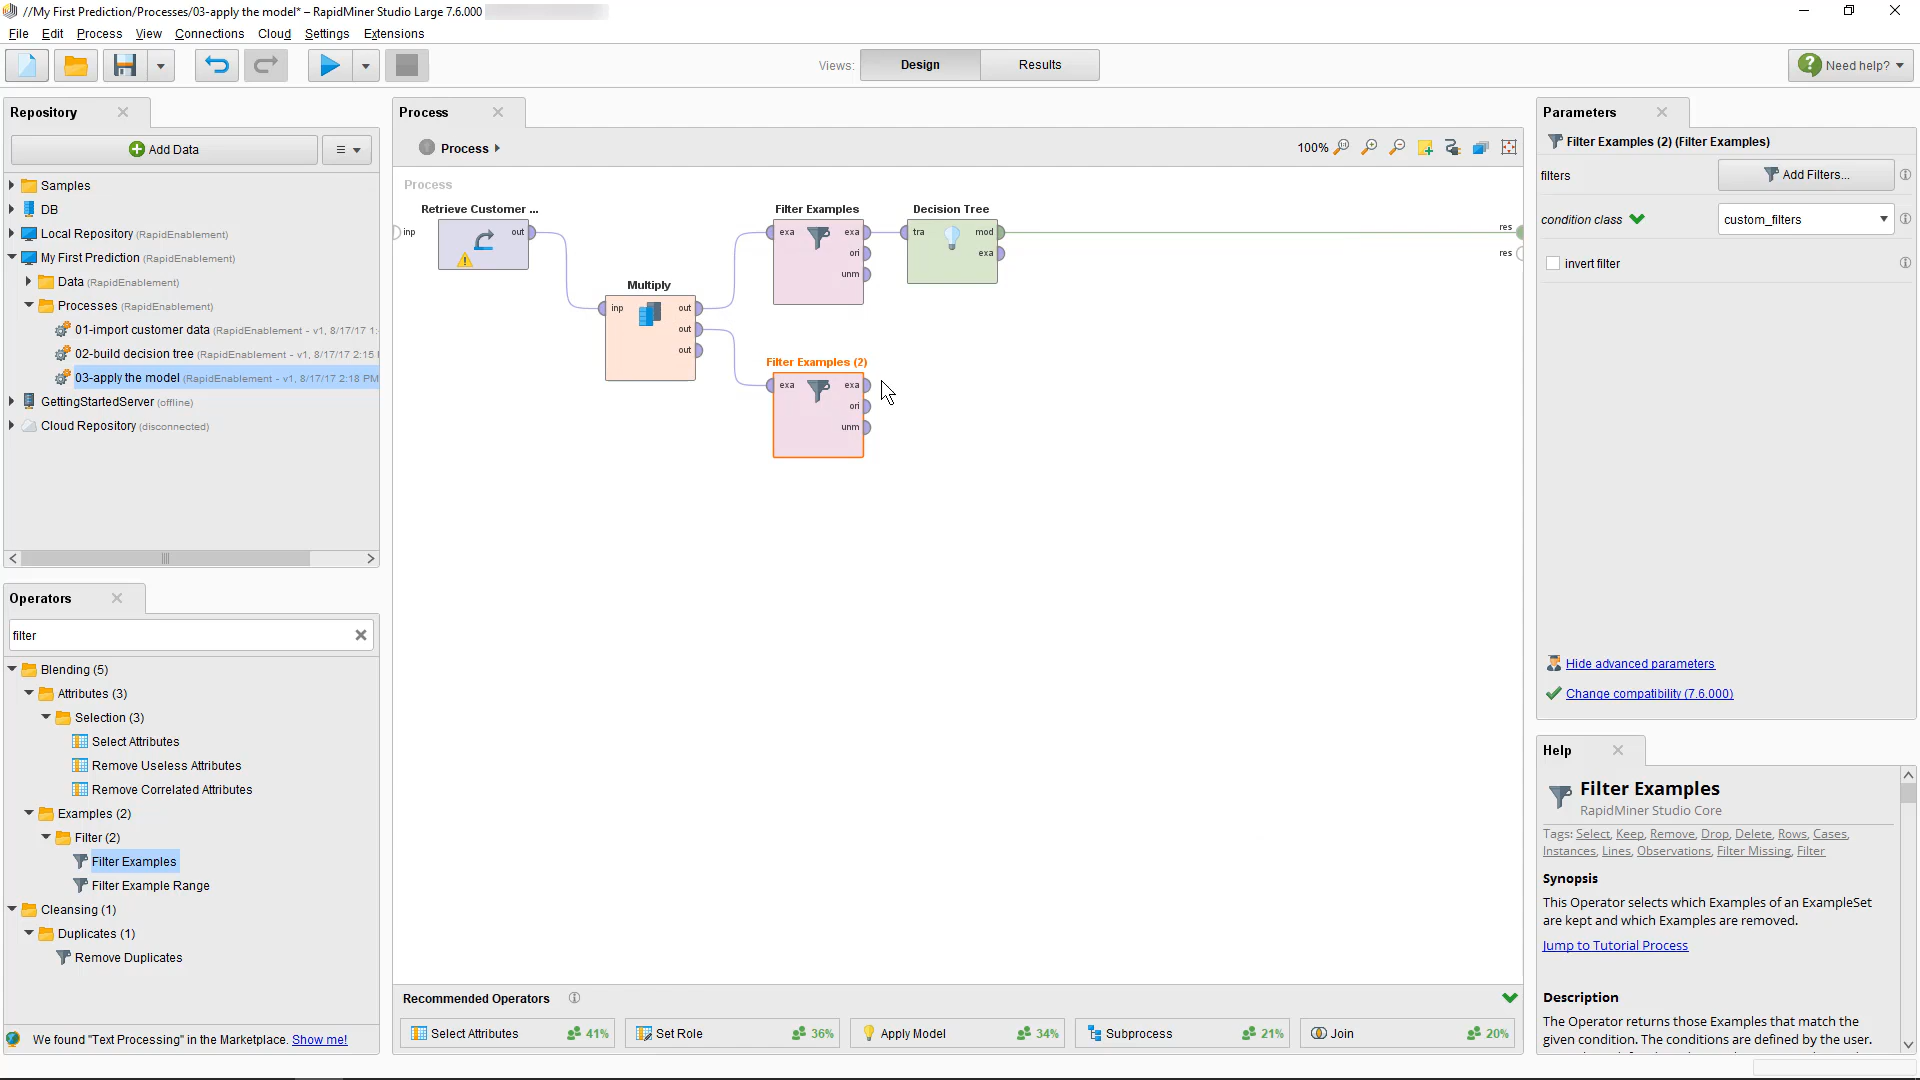 //My First Prediction/Processes/03-apply the model* – RapidMiner Studio Large 7.6.000
File Edit Process View Connections Cloud Settings Extensions
Views: Design Results Need help?
Repository
Add Data
Samples
DB
Local Repository (RapidEnablement)
My First Prediction (RapidEnablement)
Data (RapidEnablement)
Processes (RapidEnablement)
01-import customer data (RapidEnablement - v1, 8/17/17 1:
02-build decision tree (RapidEnablement - v1, 8/17/17 2:15
03-apply the model (RapidEnablement - v1, 8/17/17 2:18 PM
GettingStartedServer (offline)
Cloud Repository (disconnected)
Operators
filter
Blending (5)
Attributes (3)
Selection (3)
Select Attributes
Remove Useless Attributes
Remove Correlated Attributes
Examples (2)
Filter (2)
Filter Examples
Filter Example Range
Cleansing (1)
Duplicates (1)
Remove Duplicates
We found "Text Processing" in the Marketplace. Show me!
Process
Process
100%
Process
Retrieve Customer ...
inp
out
Multiply
inp out
out
out
Filter Examples
exa exa
ori
unm
Decision Tree
tra mod
exa
res
res
Filter Examples (2)
exa exa
ori
unm
Recommended Operators
Select Attributes 41%
Set Role 36%
Apply Model 34%
Subprocess 21%
Join 20%
Parameters
Filter Examples (2) (Filter Examples)
filters Add Filters...
condition class custom_filters
invert filter
Hide advanced parameters
Change compatibility (7.6.000)
Help
Filter Examples
RapidMiner Studio Core
Tags: Select, Keep, Remove, Drop, Delete, Rows, Cases,
Instances, Lines, Observations, Filter Missing, Filter
Synopsis
This Operator selects which Examples of an ExampleSet
are kept and which Examples are removed.
Jump to Tutorial Process
Description
The Operator returns those Examples that match the
given condition. The conditions are defined by the user.